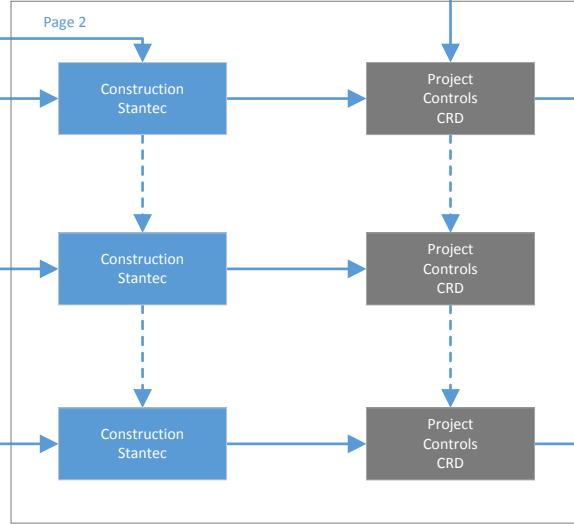 Page 2
Construction
Stantec
Project
Controls
CRD
Construction
Stantec
Project
Controls
CRD
Construction
Stantec
Project
Controls
CRD